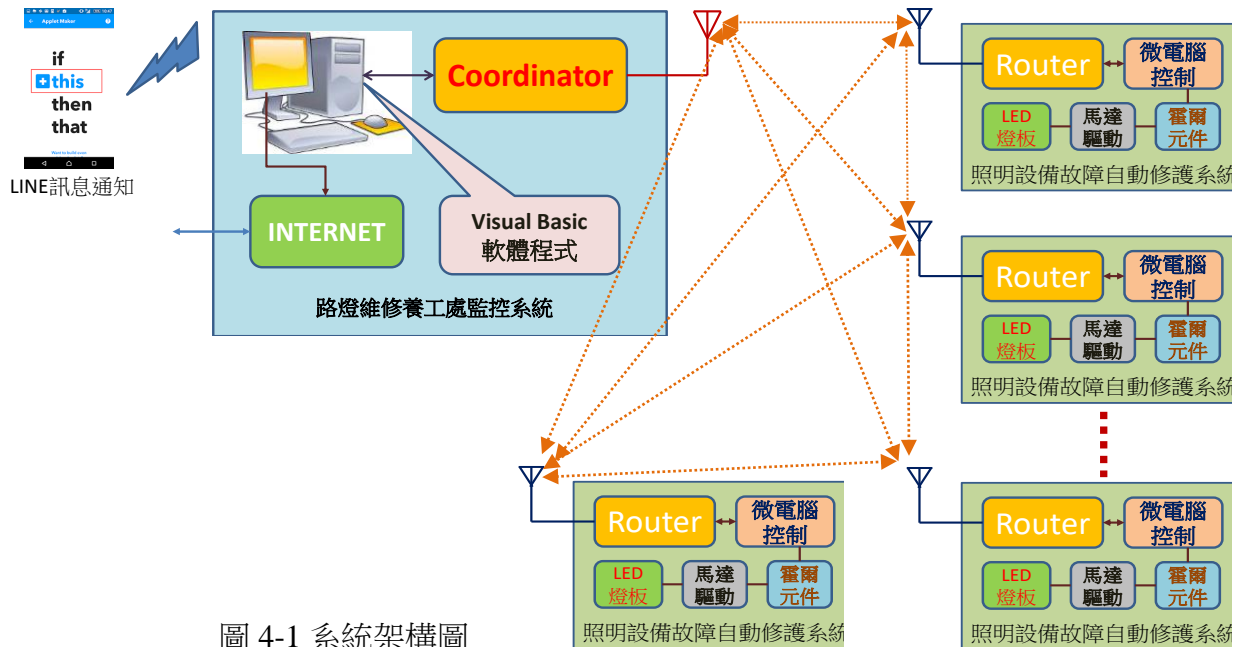 Applet Maker
if
this
then
that
LINE訊息通知
Coordinator
INTERNET
Visual Basic
軟體程式
路燈維修養工處監控系統
Router
微電腦
控制
LED
燈板
馬達
驅動
霍爾
元件
照明設備故障自動修護系統
Router
微電腦
控制
LED
燈板
馬達
驅動
霍爾
元件
照明設備故障自動修護系統
Router
微電腦
控制
LED
燈板
馬達
驅動
霍爾
元件
照明設備故障自動修護系統
Router
微電腦
控制
LED
燈板
馬達
驅動
霍爾
元件
照明設備故障自動修護系統
圖 4-1 系統架構圖